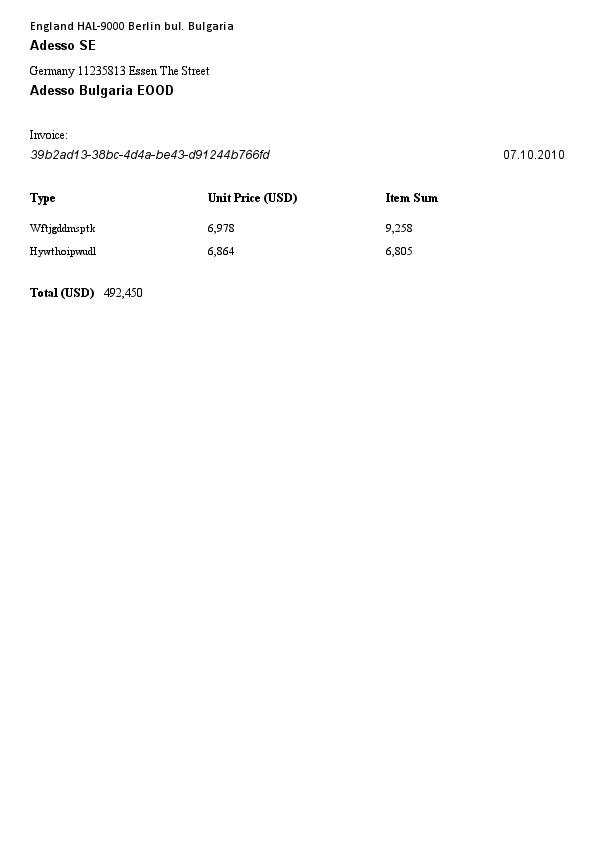 England HAL-9000 Berlin bul. Bulgaria
Adesso SE
Germany 11235813 Essen The Street
Adesso Bulgaria EOOD
Invoice:
39b2ad13-38bc-4d4a-be43-d91244b766fd 07.10.2010
Type Unit Price (USD) Item Sum
Wftjgddmsptk 6,978 9,258
Hywthoipwudl 6,864 6,805
Total (USD) 492,450